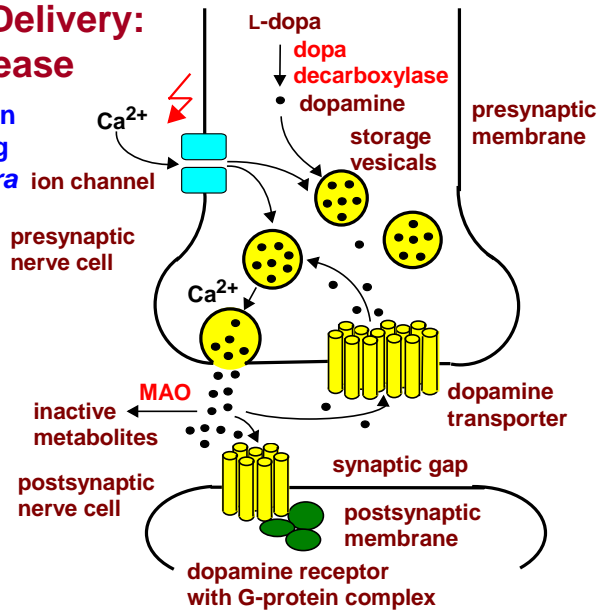 Delivery:
ease
L-dopa
dopa
decarboxylase
dopamine
n
g
ra
Ca2+
ion channel
storage
vesicals
presynaptic
membrane
presynaptic
nerve cell
Ca2+
MAO
inactive
metabolites
dopamine
transporter
synaptic gap
postsynaptic
nerve cell
postsynaptic
membrane
dopamine receptor
with G-protein complex